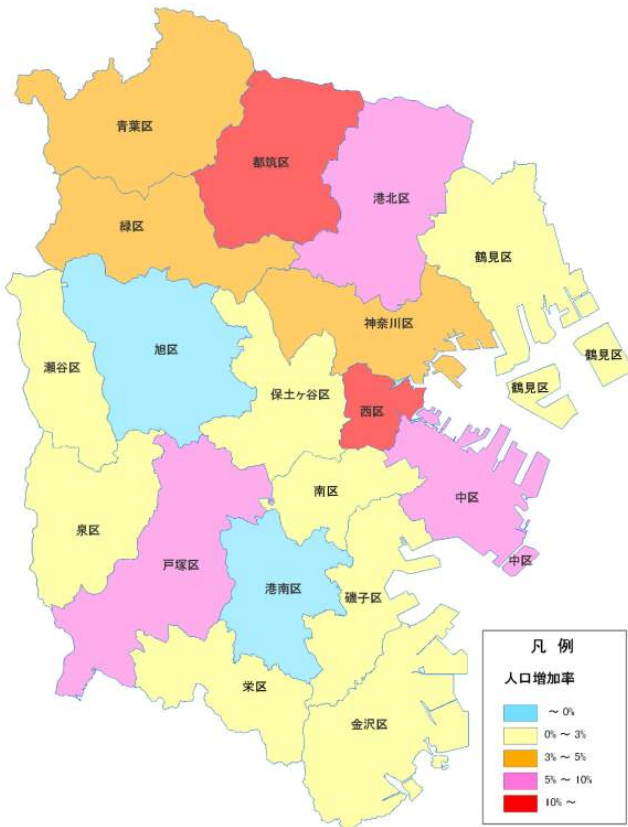 青葉区
都筑区
港北区
緑区
鶴見区
神奈川区
旭区
瀬谷区
鶴見区
鶴見区
保土ヶ谷区
西区
南区
中区
泉区
中区
戸塚区
港南区
磯子区
栄区
金沢区
凡 例
人口増加率
～ 0%
0% ～ 3%
3% ～ 5%
5% ～ 10%
10% ～